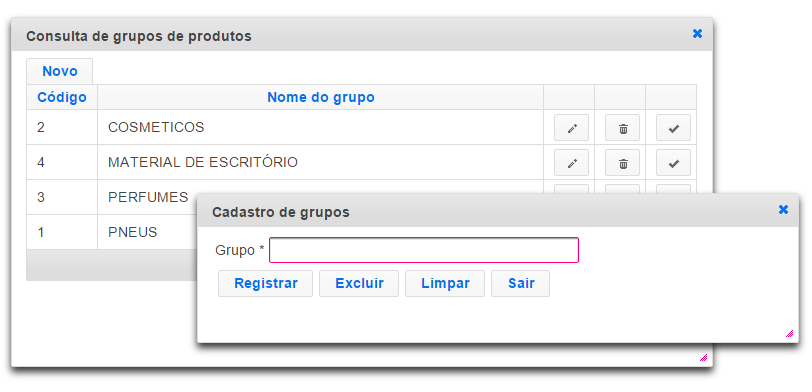 Consulta de grupos de produtos
Novo
Código Nome do grupo
2 COSMETICOS
4 MATERIAL DE ESCRITÓRIO
3 PERFUMES
1 PNEUS
Cadastro de grupos
Grupo *
Registrar Excluir Limpar Sair